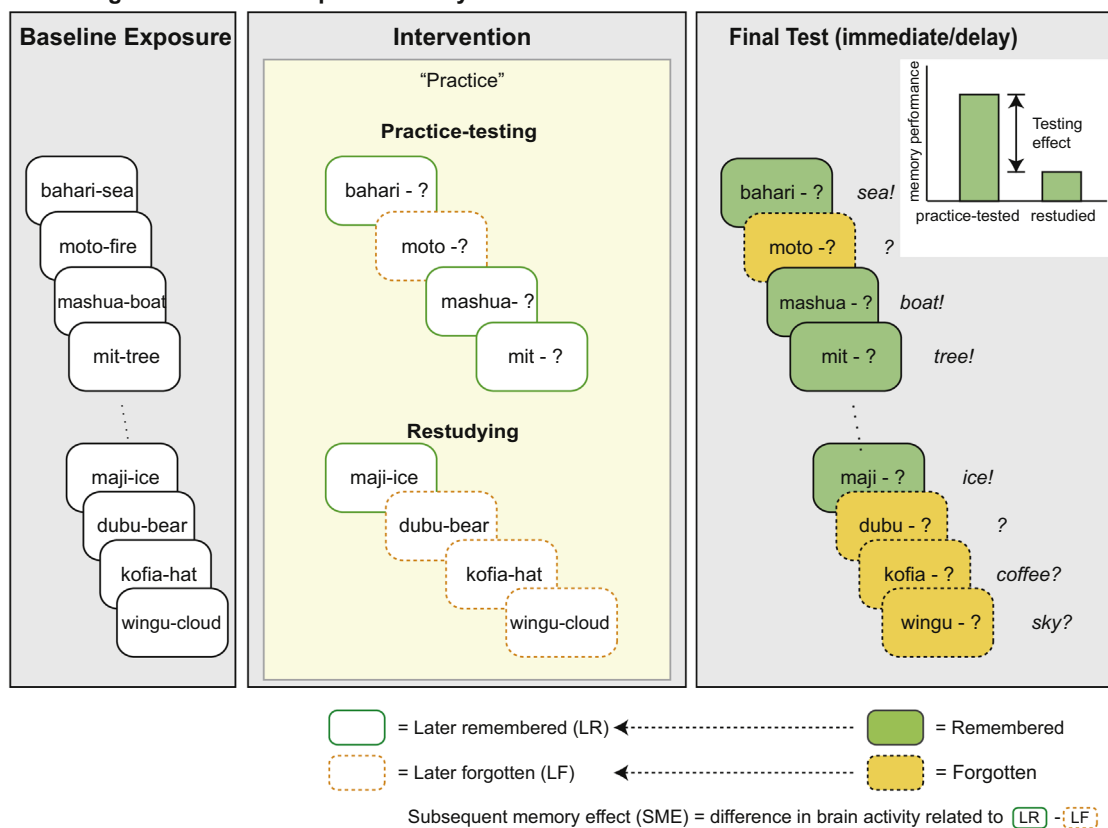 Baseline Exposure
bahari-sea
moto-fire
mashua-boat
mit-tree
maji-ice
dubu-bear
kofia-hat
wingu-cloud
Intervention
“Practice”
Practice-testing
bahari - ?
moto -?
mashua- ?
mit - ?
Restudying
maji-ice
dubu-bear
kofia-hat
wingu-cloud
Final Test (immediate/delay)
memory performance
Testing
effect
practice-tested
restudied
bahari - ?
sea!
moto -?
?
mashua - ?
boat!
mit - ?
tree!
maji - ?
ice!
dubu - ?
?
kofia - ?
coffee?
wingu - ?
sky?
= Later remembered (LR)
= Remembered
= Later forgotten (LF)
= Forgotten
Subsequent memory effect (SME) = difference in brain activity related to LR - LF